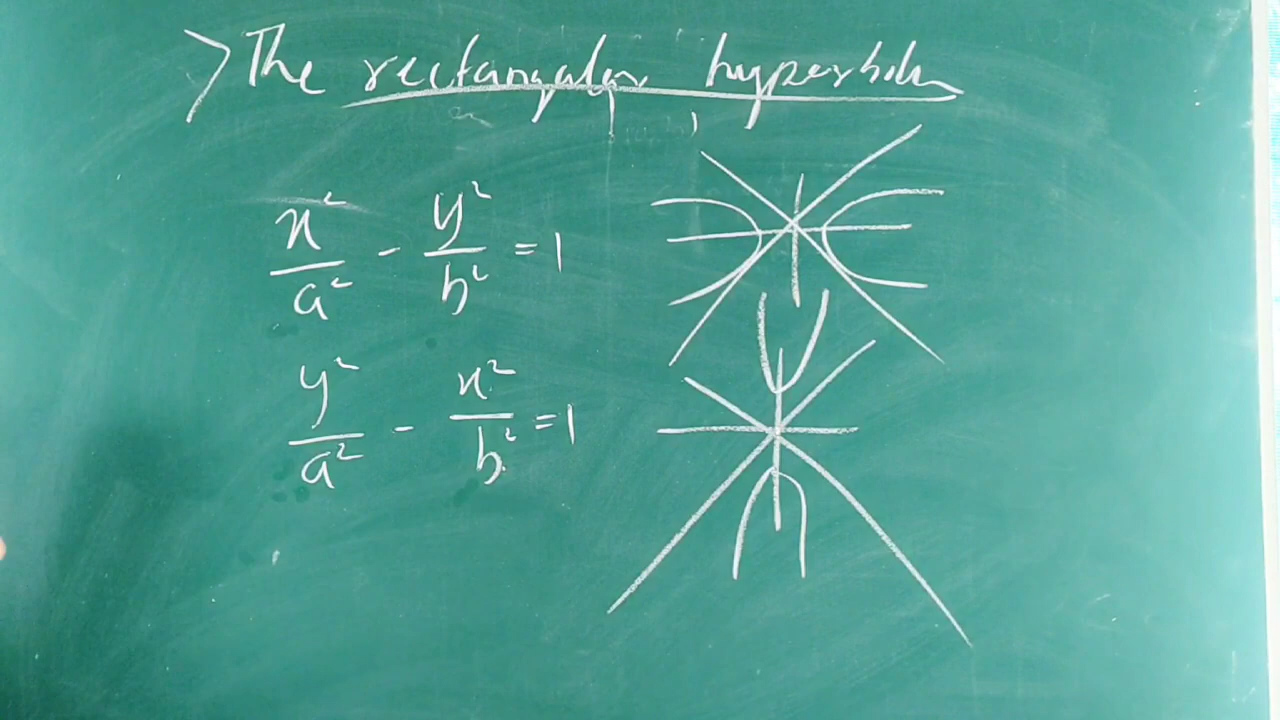 > The rectangular hyperbola
x²/a² - y²/b² = 1
y²/a² - x²/b² = 1